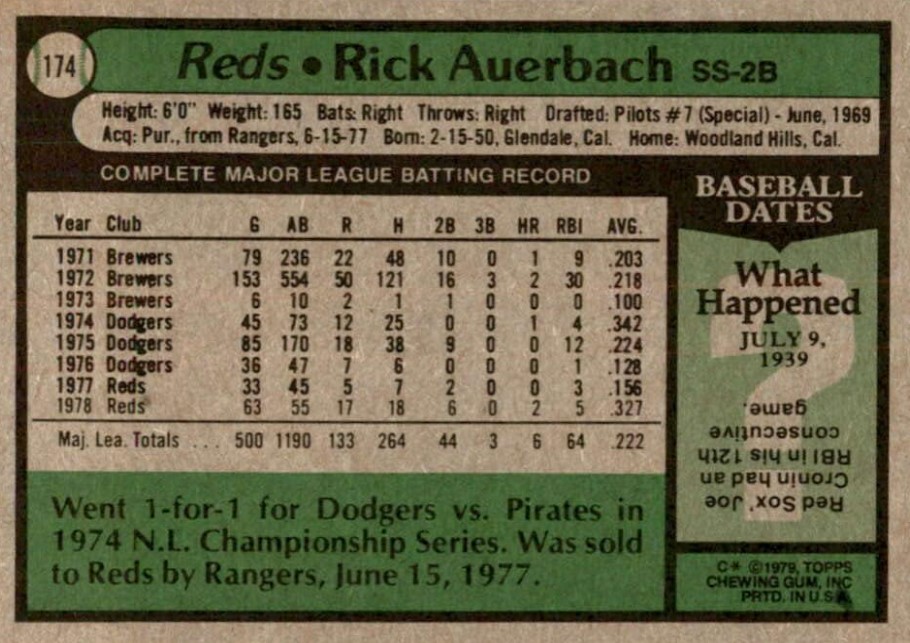 174
Reds • Rick Auerbach SS-2B
Height: 6'0" Weight: 165 Bats: Right Throws: Right Drafted: Pilots #7 (Special) - June, 1969
Acq: Pur., from Rangers, 6-15-77 Born: 2-15-50, Glendale, Cal. Home: Woodland Hills, Cal.
COMPLETE MAJOR LEAGUE BATTING RECORD
Year Club G AB R H 2B 3B HR RBI AVG.
1971 Brewers 79 236 22 48 10 0 1 9 .203
1972 Brewers 153 554 50 121 16 3 2 30 .218
1973 Brewers 6 10 2 1 1 0 0 0 .100
1974 Dodgers 45 73 12 25 0 0 1 4 .342
1975 Dodgers 85 170 18 38 9 0 0 12 .224
1976 Dodgers 36 47 7 6 0 0 0 1 .128
1977 Reds 33 45 5 7 2 0 0 3 .156
1978 Reds 63 55 17 18 6 0 2 5 .327
Maj. Lea. Totals ... 500 1190 133 264 44 3 6 64 .222
Went 1-for-1 for Dodgers vs. Pirates in
1974 N.L. Championship Series. Was sold
to Reds by Rangers, June 15, 1977.
BASEBALL
DATES
What
Happened
JULY 9,
1939
?
Red Sox' Joe
Cronin had an
RBI in his 12th
consecutive
game.
C* ©1979, TOPPS
CHEWING GUM, INC
PRTD. IN U.S.A.